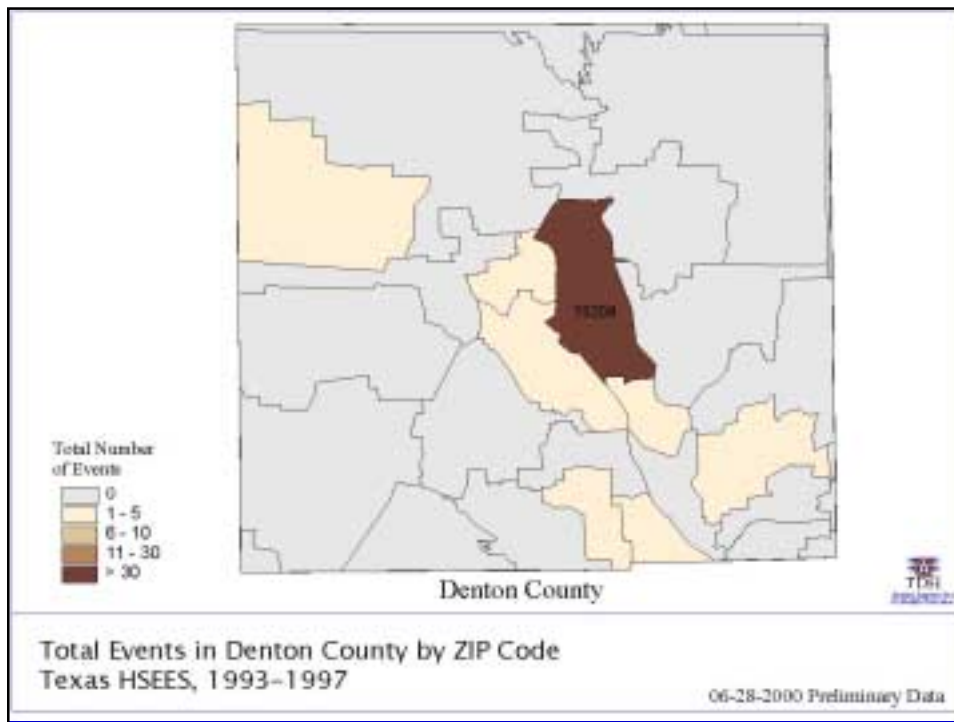 Total Number
of Events
0
1 - 5
6 - 10
11 - 30
> 30
Denton County
TDH
Total Events in Denton County by ZIP Code
Texas HSEES, 1993-1997
06-28-2000 Preliminary Data